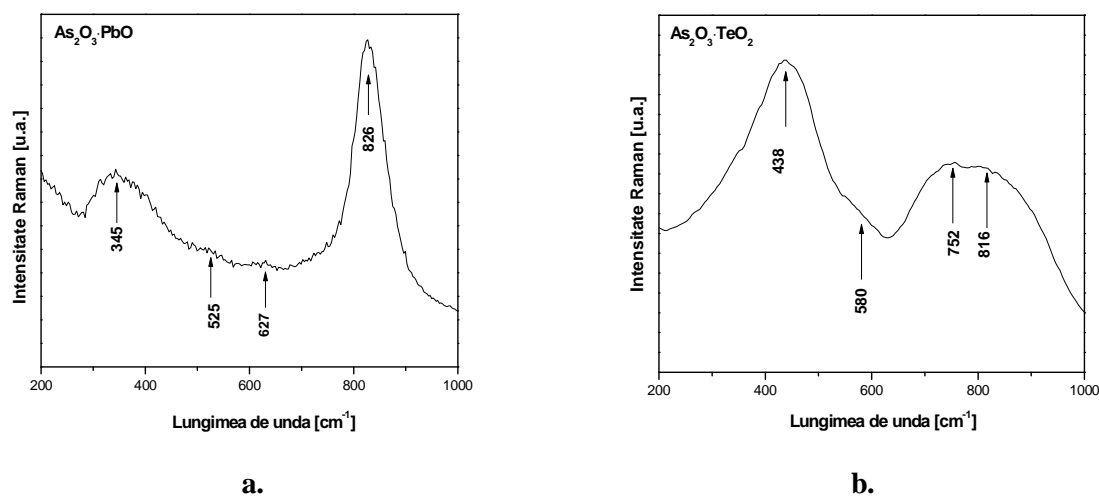 As₂O₃·PbO
Intensitate Raman [u.a.]
345
525
627
826
200 400 600 800 1000
Lungimea de unda [cm⁻¹]
a.
As₂O₃·TeO₂
Intensitate Raman [u.a.]
438
580
752
816
200 400 600 800 1000
Lungimea de unda [cm⁻¹]
b.